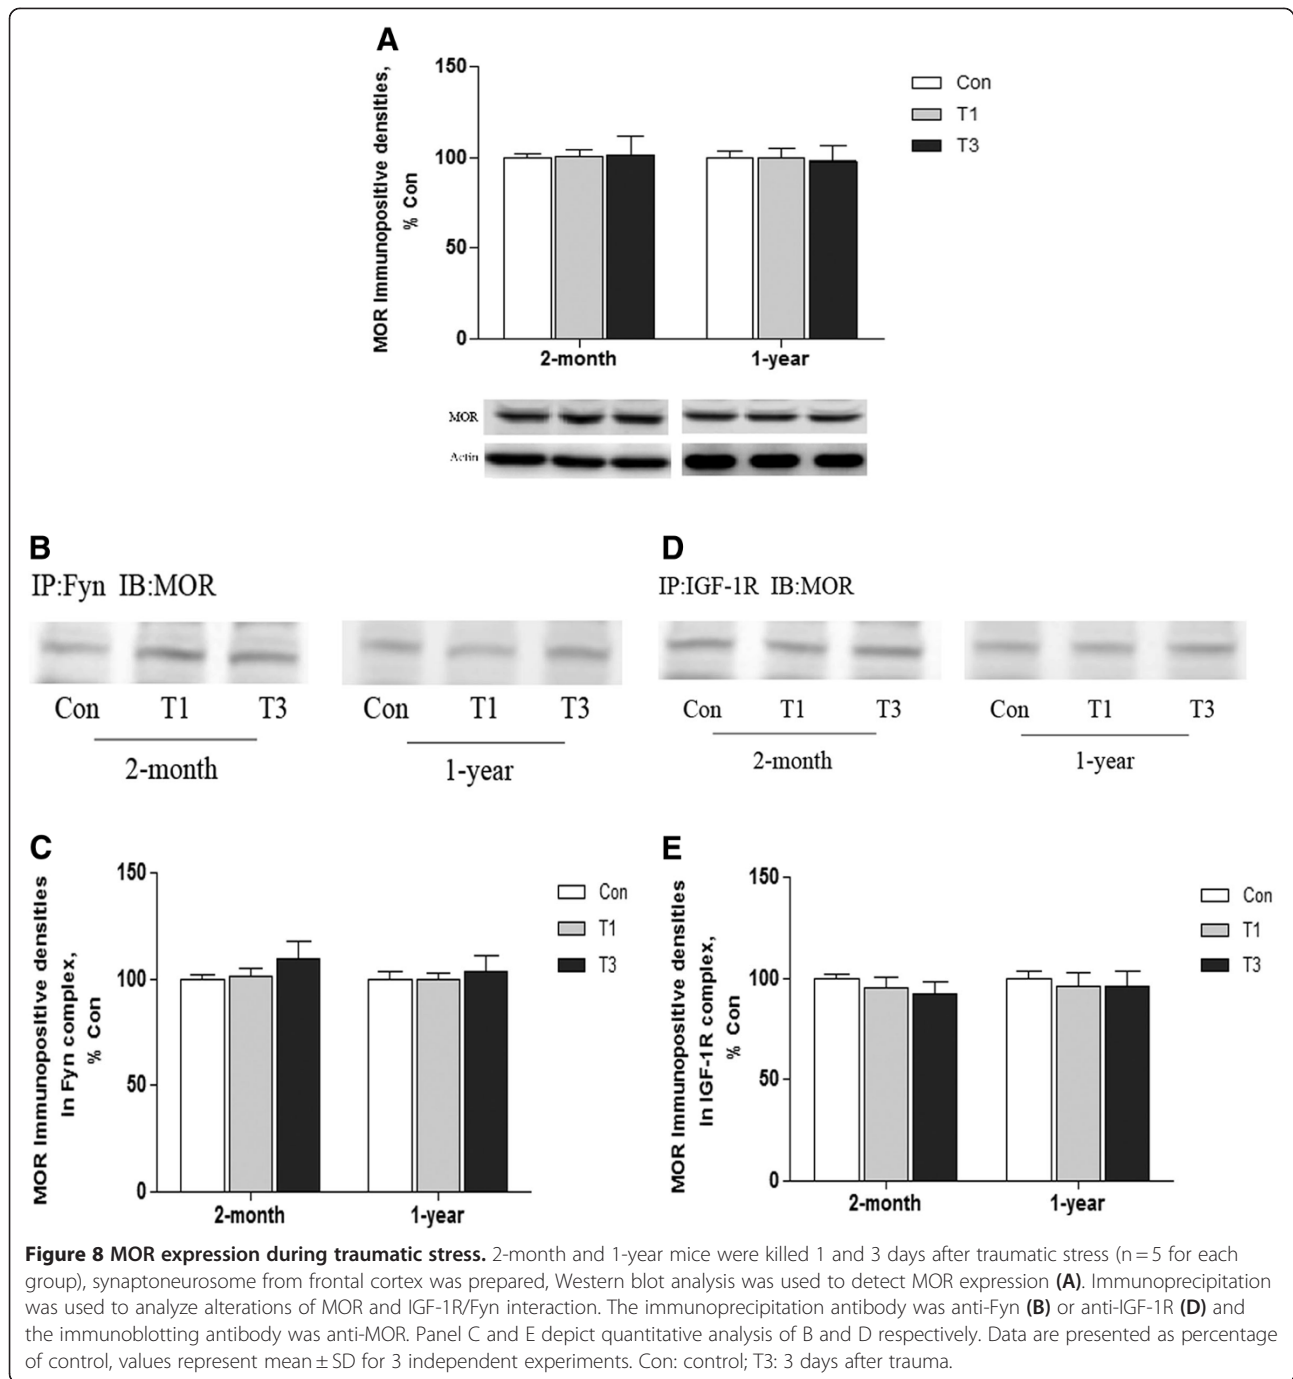 A
MOR Immunopositive densities,
% Con
150
100
50
0
2-month
1-year
Con
T1
T3
MOR
Actin
B
IP:Fyn IB:MOR
Con T1 T3
2-month
Con T1 T3
1-year
D
IP:IGF-1R IB:MOR
Con T1 T3
2-month
Con T1 T3
1-year
C
MOR Immunopositive densities
In Fyn complex,
% Con
150
100
50
0
2-month
1-year
Con
T1
T3
E
MOR Immunopositive densities
In IGF-1R complex,
% Con
150
100
50
0
2-month
1-year
Con
T1
T3
Figure 8 MOR expression during traumatic stress. 2-month and 1-year mice were killed 1 and 3 days after traumatic stress (n = 5 for each
group), synaptoneurosome from frontal cortex was prepared, Western blot analysis was used to detect MOR expression (A). Immunoprecipitation
was used to analyze alterations of MOR and IGF-1R/Fyn interaction. The immunoprecipitation antibody was anti-Fyn (B) or anti-IGF-1R (D) and
the immunoblotting antibody was anti-MOR. Panel C and E depict quantitative analysis of B and D respectively. Data are presented as percentage
of control, values represent mean ± SD for 3 independent experiments. Con: control; T3: 3 days after trauma.